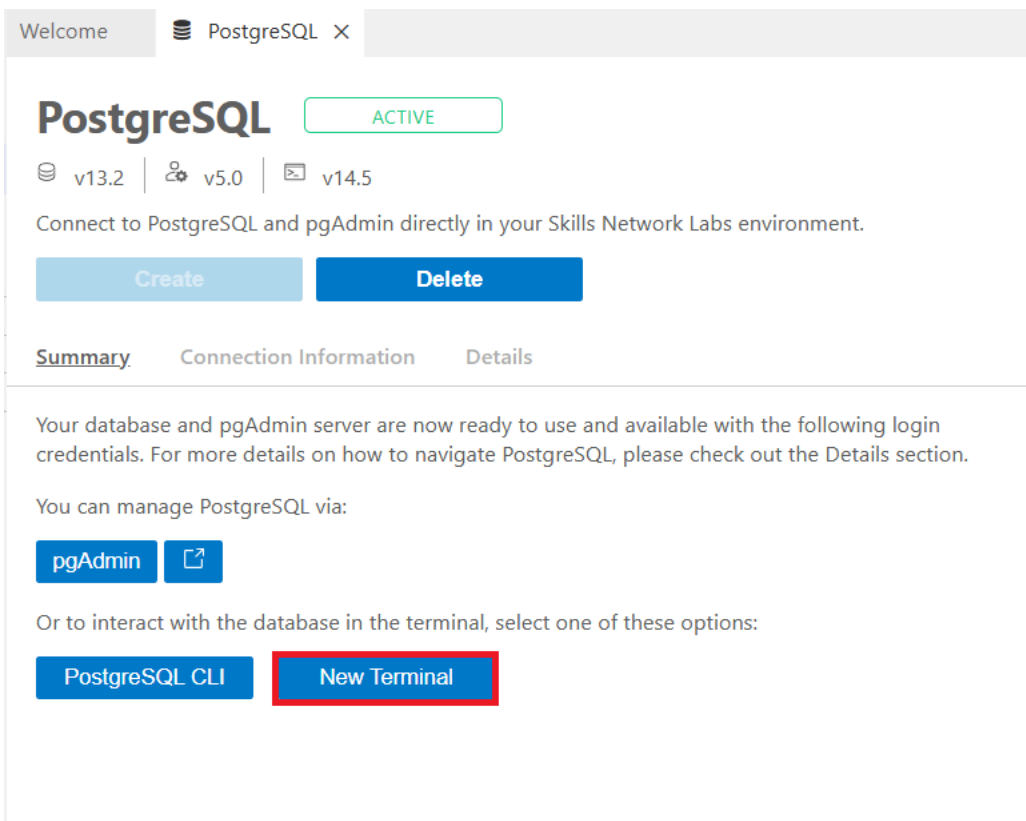 Welcome PostgreSQL
PostgreSQL ACTIVE
v13.2 v5.0 v14.5
Connect to PostgreSQL and pgAdmin directly in your Skills Network Labs environment.
Create Delete
Summary Connection Information Details
Your database and pgAdmin server are now ready to use and available with the following login
credentials. For more details on how to navigate PostgreSQL, please check out the Details section.
You can manage PostgreSQL via:
pgAdmin
Or to interact with the database in the terminal, select one of these options:
PostgreSQL CLI New Terminal